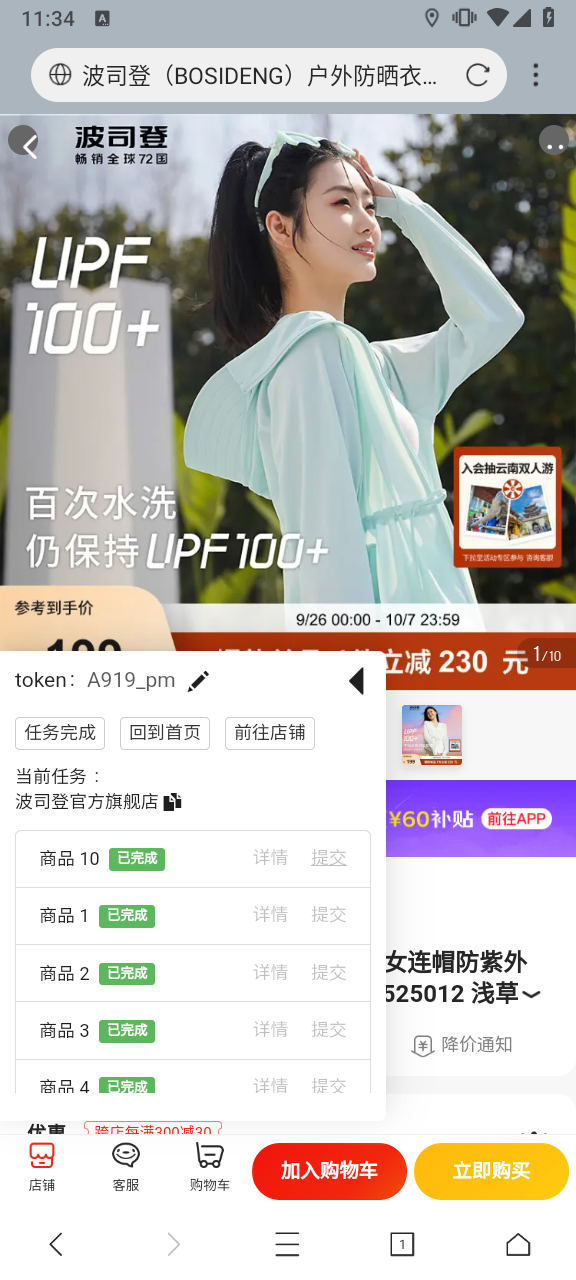 11:34
A
波司登（BOSIDENG）户外防晒衣…
波司登
畅销全球72国
UPF
100+
百次水洗
仍保持UPF100+
入会抽云南双人游
下拉至活动专区参与 咨询客服
参考到手价
9/26 00:00 - 10/7 23:59
立减 230 元
1/10
token： A919_pm
任务完成 回到首页 前往店铺
当前任务：
波司登官方旗舰店
¥60补贴 前往APP
商品 10 已完成 详情 提交
商品 1 已完成 详情 提交
商品 2 已完成 详情 提交
女连帽防紫外
525012 浅草
商品 3 已完成 详情 提交
降价通知
商品 4 已完成 详情 提交
优惠 跨店每满300减30
店铺 客服 购物车 加入购物车 立即购买
1